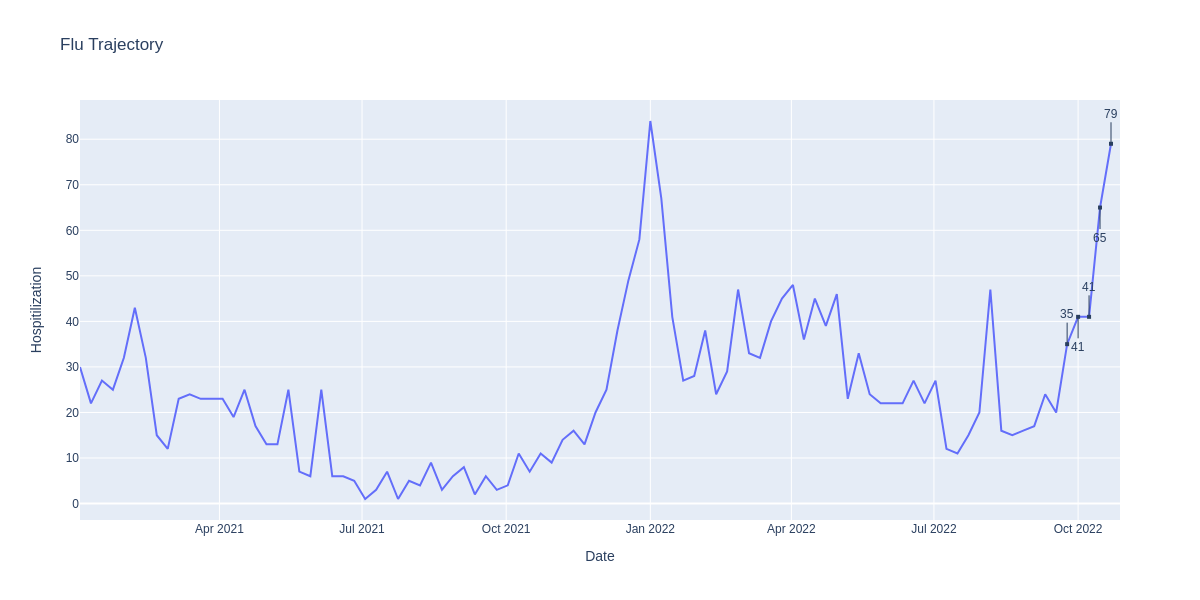 Flu Trajectory
79
80
70
60
65
50
41
40
35
41
30
20
10
0
Hospitilization
Apr 2021
Jul 2021
Oct 2021
Jan 2022
Apr 2022
Jul 2022
Oct 2022
Date